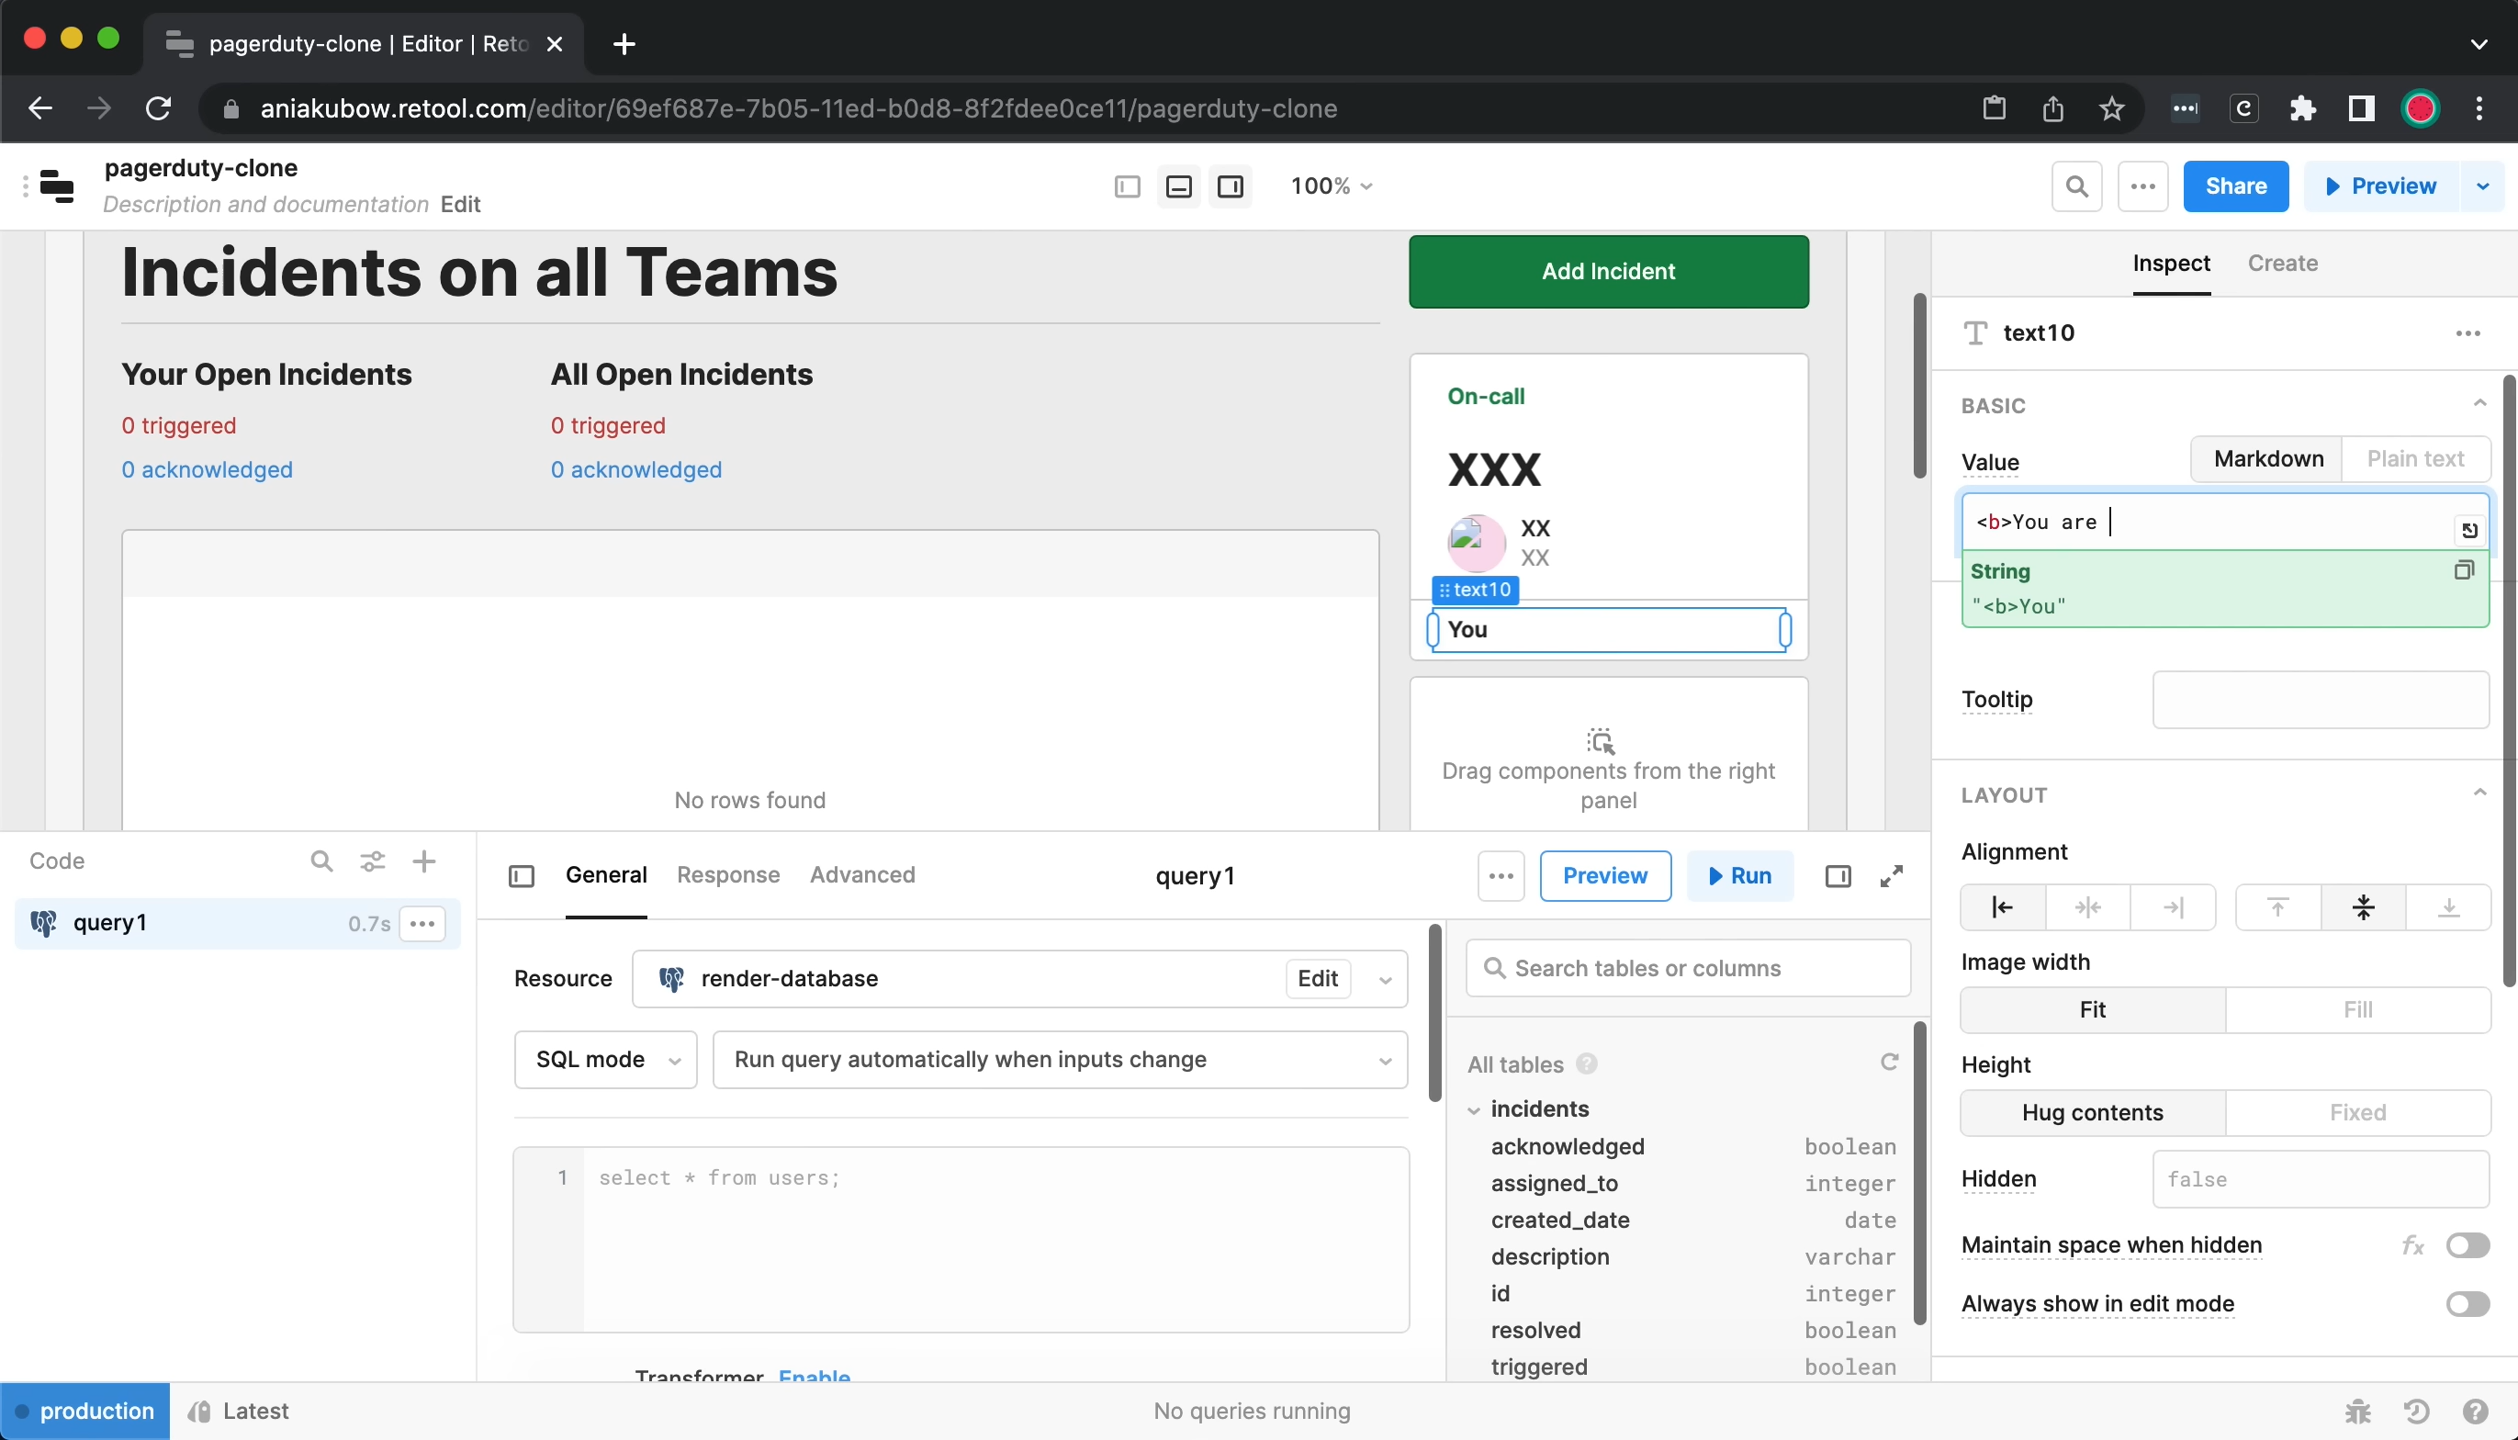 pagerduty-clone | Editor | Reto
aniakubow.retool.com/editor/69ef687e-7b05-11ed-b0d8-8f2fdee0ce11/pagerduty-clone
pagerduty-clone
Description and documentation Edit
100%
Share
Preview
Incidents on all Teams
Add Incident
Your Open Incidents
All Open Incidents
0 triggered
0 triggered
0 acknowledged
0 acknowledged
On-call
XXX
XX
XX
text10
You
No rows found
Drag components from the right
panel
Inspect
Create
text10
BASIC
Value
Markdown
Plain text
<b>You are
String
"<b>You"
Tooltip
LAYOUT
Alignment
Image width
Fit
Fill
Height
Hug contents
Fixed
Hidden
false
Maintain space when hidden
fx
Always show in edit mode
Code
query1
0.7s
General
Response
Advanced
query1
Preview
Run
Resource
render-database
Edit
SQL mode
Run query automatically when inputs change
1
select * from users;
Transformer Enable
Search tables or columns
All tables ?
incidents
acknowledged boolean
assigned_to integer
created_date date
description varchar
id integer
resolved boolean
triggered boolean
production
Latest
No queries running